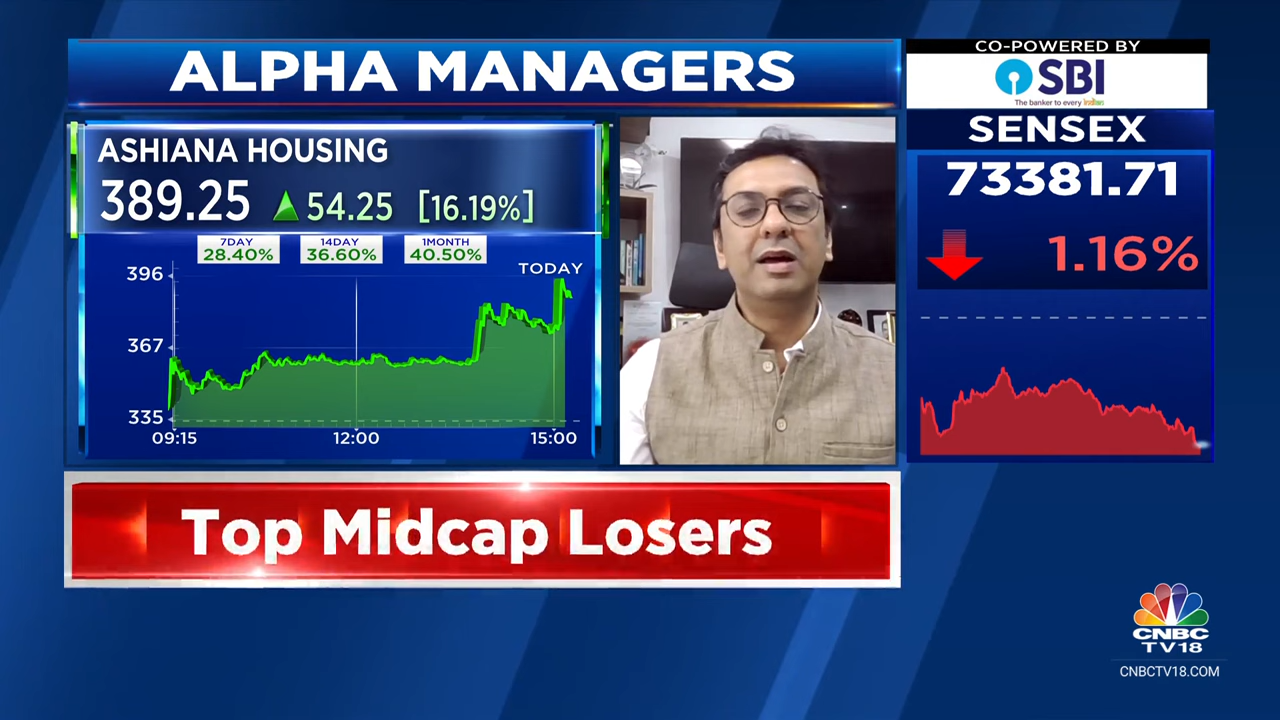 ALPHA MANAGERS
CO-POWERED BY
SBI
The banker to every Indian
ASHIANA HOUSING
389.25 ▲ 54.25 [16.19%]
7DAY 14DAY 1MONTH
28.40% 36.60% 40.50%
TODAY
396
367
335
09:15 12:00 15:00
SENSEX
73381.71
1.16%
Top Midcap Losers
CNBC
TV18
CNBCTV18.COM